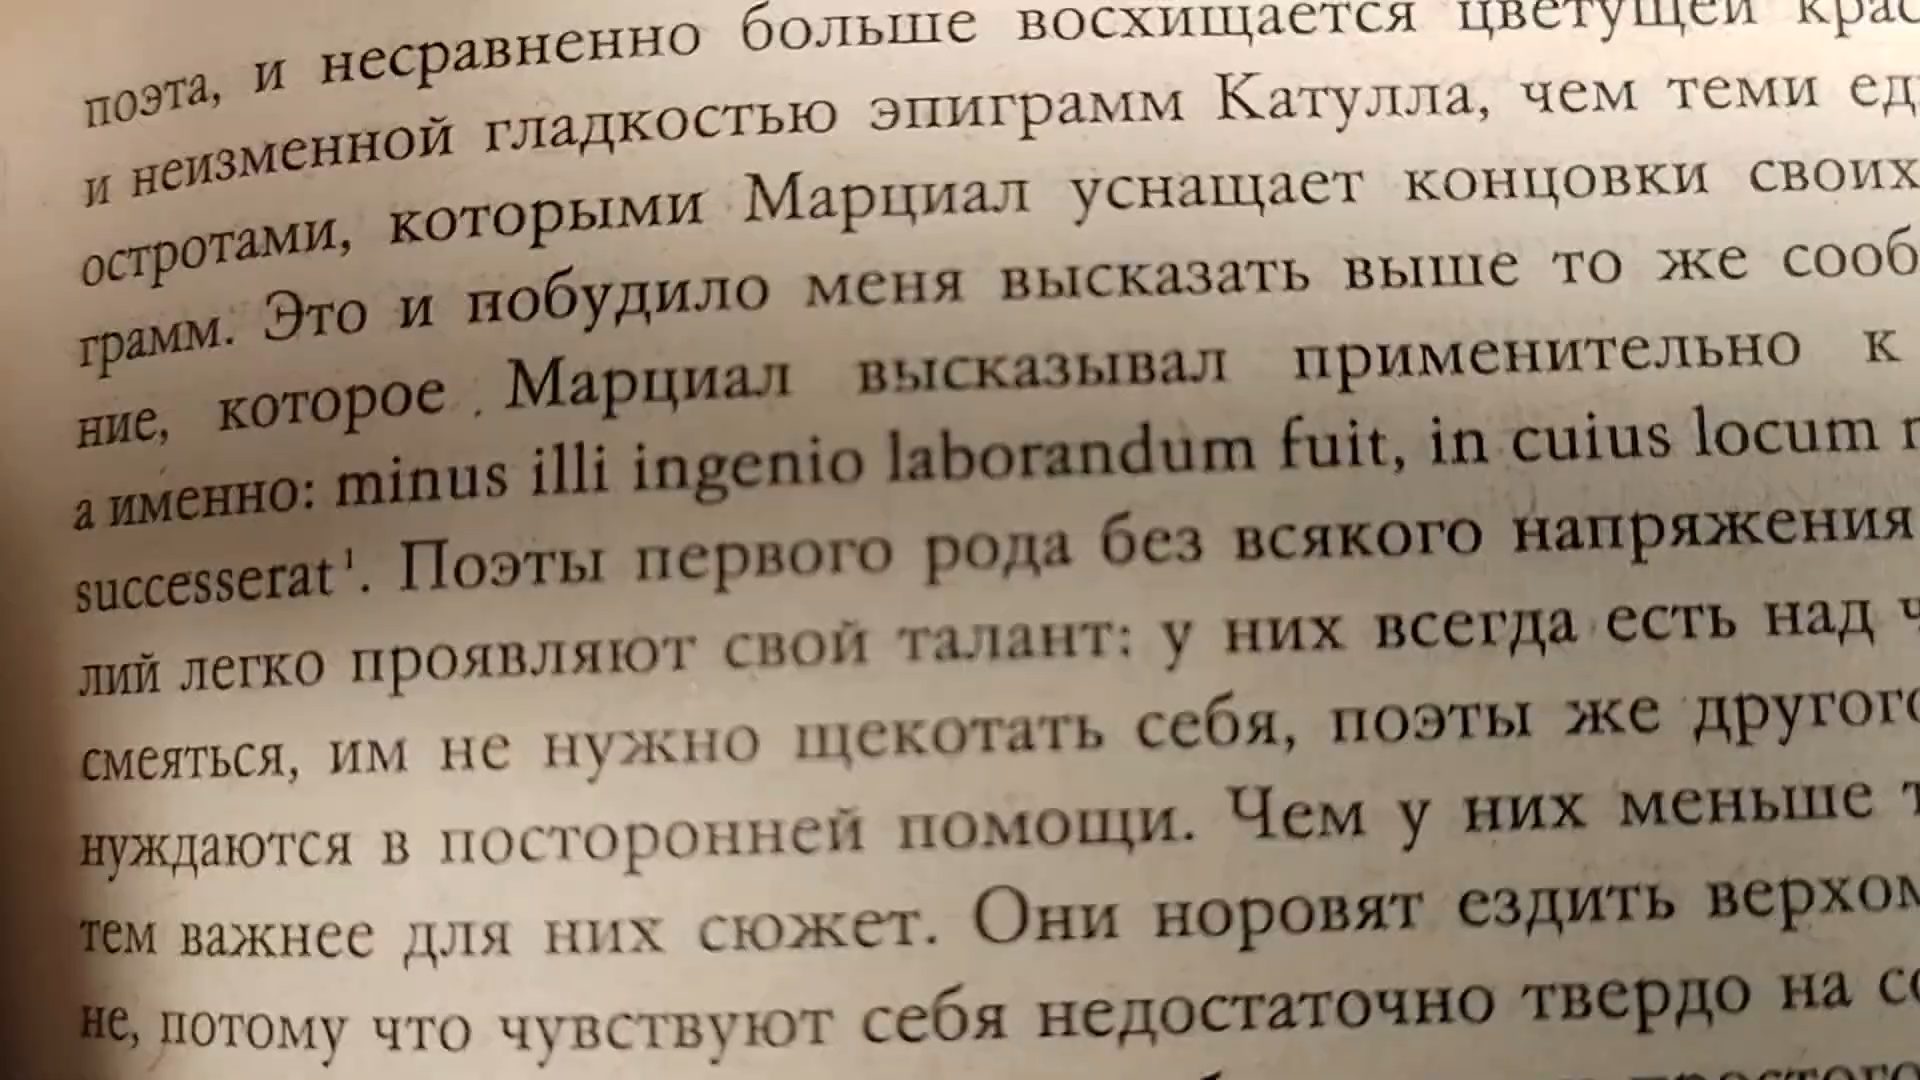 поэта, и несравненно больше восхищается цветущей
и неизменной гладкостью эпиграмм Катулла, чем теми
остротами, которыми Марциал уснащает концовки своих
грамм. Это и побудило меня высказать выше то же сооб
ние, которое Марциал высказывал применительно к
а именно: minus illi ingenio laborandum fuit, in cuius locum
successerat¹. Поэты первого рода без всякого напряжения
лий легко проявляют свой талант: у них всегда есть над
смеяться, им не нужно щекотать себя, поэты же
нуждаются в посторонней помощи. Чем у них меньше
тем важнее для них сюжет. Они норовят ездить верхом
не, потому что чувствуют себя недостаточно твердо на